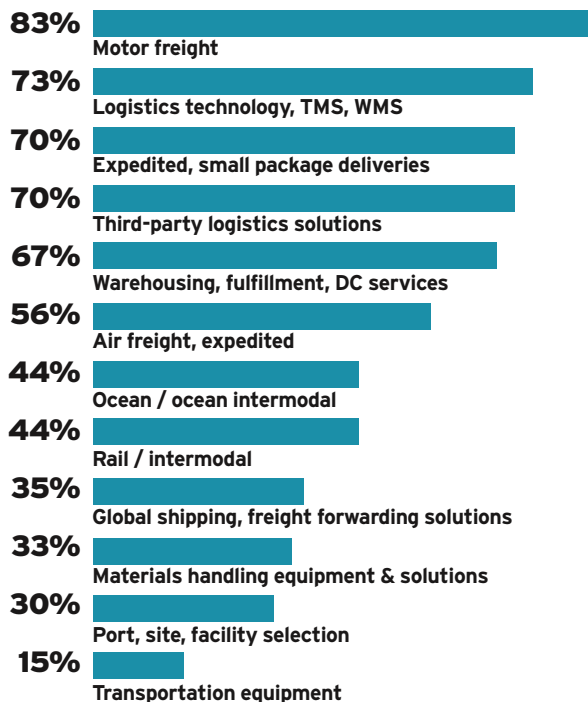 83%
Motor freight
73%
Logistics technology, TMS, WMS
70%
Expedited, small package deliveries
70%
Third-party logistics solutions
67%
Warehousing, fulfillment, DC services
56%
Air freight, expedited
44%
Ocean / ocean intermodal
44%
Rail / intermodal
35%
Global shipping, freight forwarding solutions
33%
Materials handling equipment & solutions
30%
Port, site, facility selection
15%
Transportation equipment